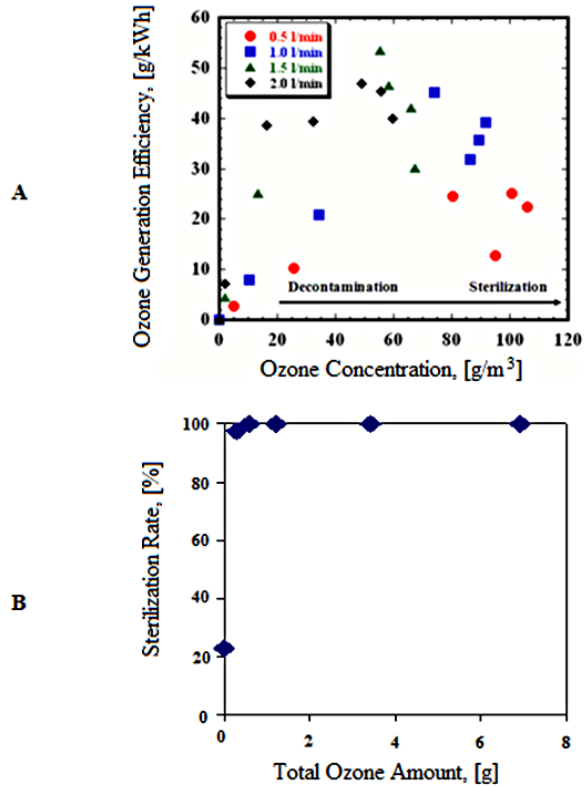 A
Ozone Generation Efficiency, [g/kWh]
60
50
40
30
20
10
0
0.5 l/min
1.0 l/min
1.5 l/min
2.0 l/min
Decontamination
Sterilization
0 20 40 60 80 100 120
Ozone Concentration, [g/m³]
B
Sterilization Rate, [%]
100
80
60
40
20
0
0 2 4 6 8
Total Ozone Amount, [g]